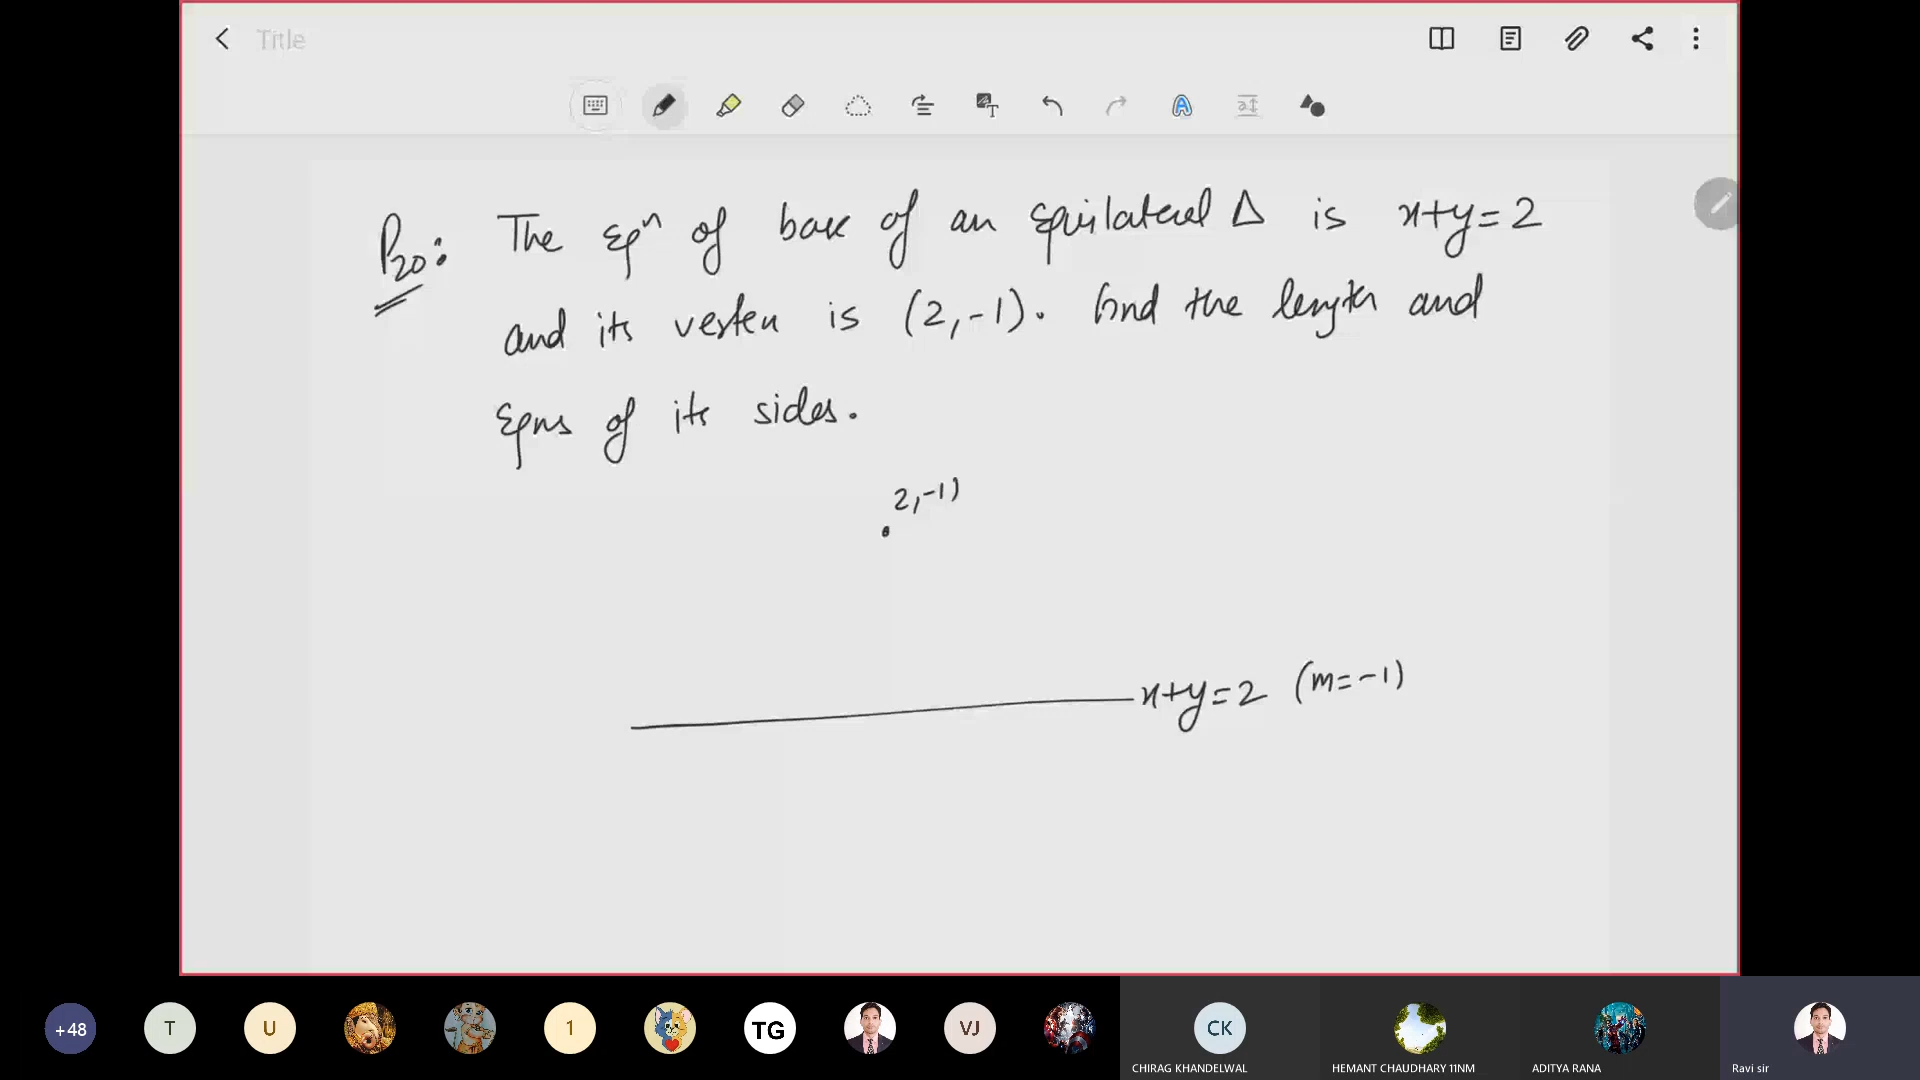 Title
P20: The Eqn of base of an Equilateral Δ is x+y=2
and its vertex is (2,-1). find the length and
Eqns of its sides.
2,-1)
x+y=2 (m=-1)
+48 T U 1 TG VJ CK
CHIRAG KHANDELWAL HEMANT CHAUDHARY 11NM ADITYA RANA Ravi sir